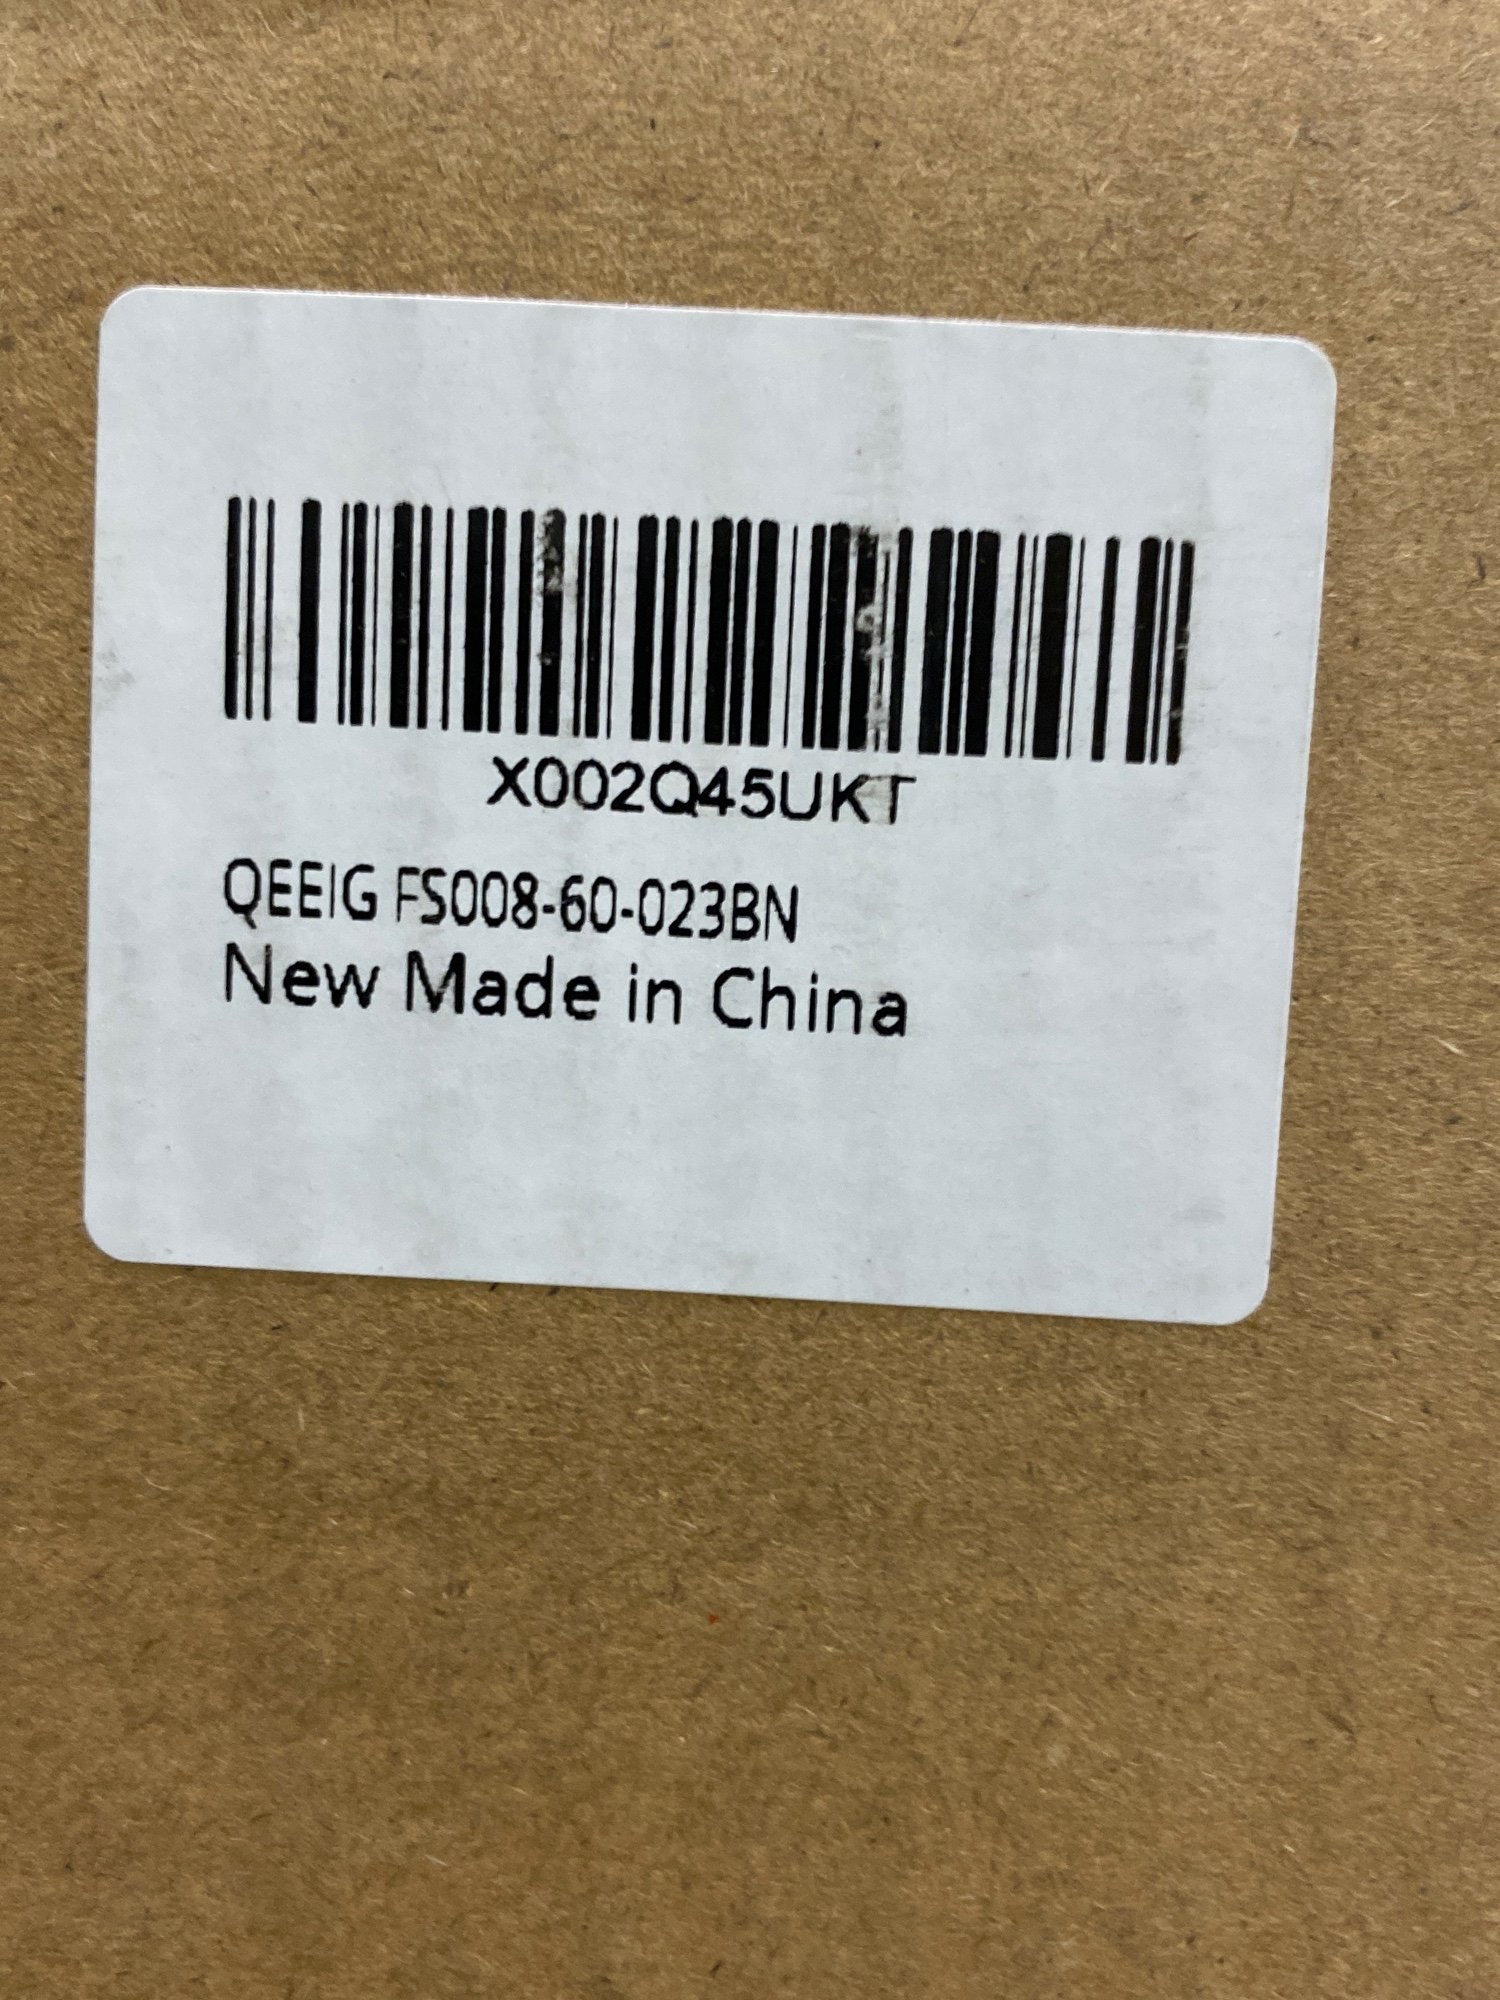 X002Q45UKT
QEEIG FS008-60-023BN
New Made in China